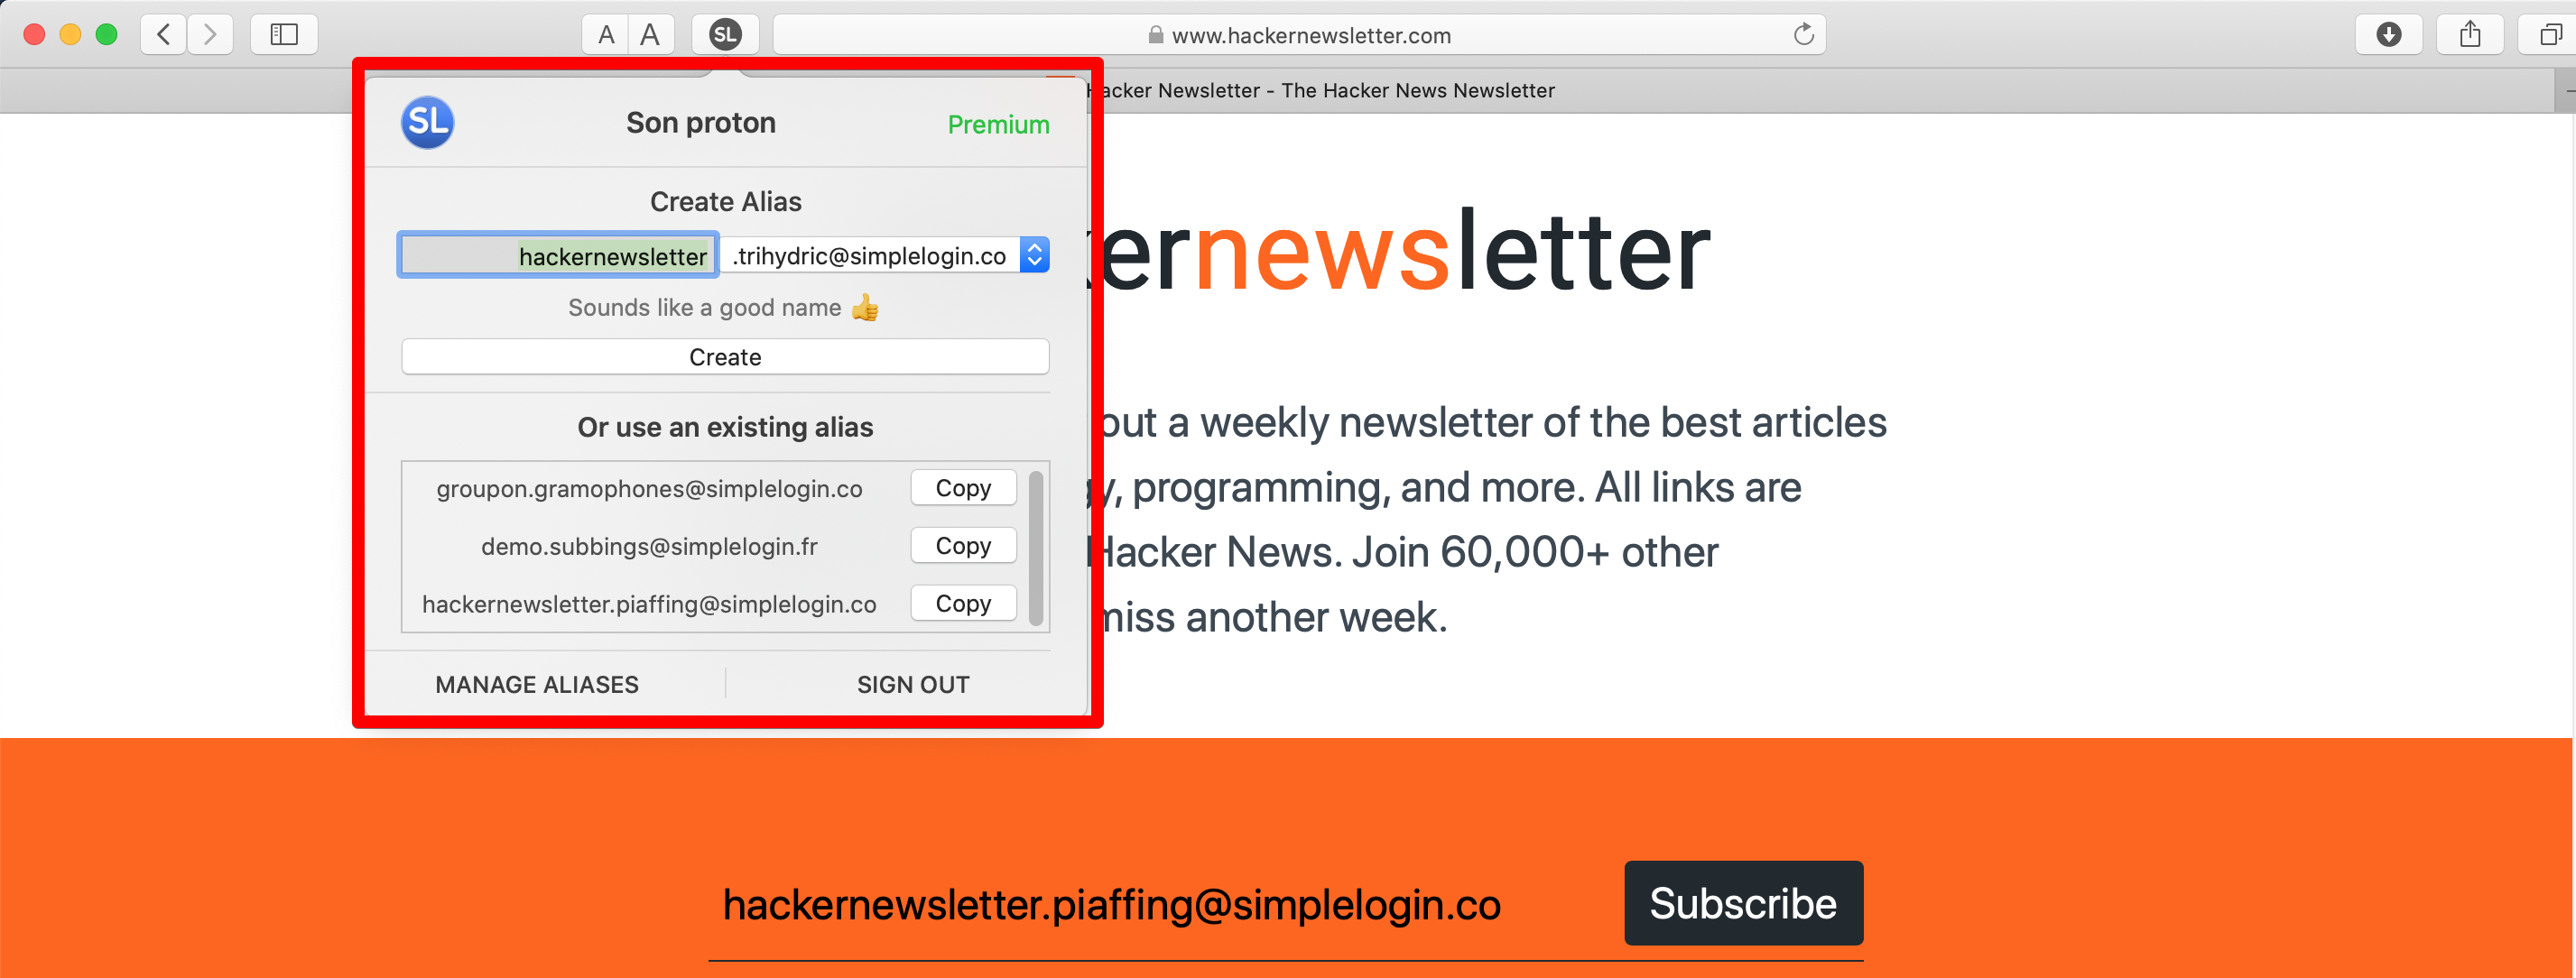 A A SL www.hackernewsletter.com
Hacker Newsletter - The Hacker News Newsletter
SL Son proton Premium
Create Alias
hackernewsletter .trihydric@simplelogin.co
Sounds like a good name 👍
Create
Or use an existing alias
groupon.gramophones@simplelogin.co Copy
demo.subbings@simplelogin.fr Copy
hackernewsletter.piaffing@simplelogin.co Copy
MANAGE ALIASES SIGN OUT
kernewsletter
out a weekly newsletter of the best articles
gy, programming, and more. All links are
Hacker News. Join 60,000+ other
miss another week.
hackernewsletter.piaffing@simplelogin.co Subscribe